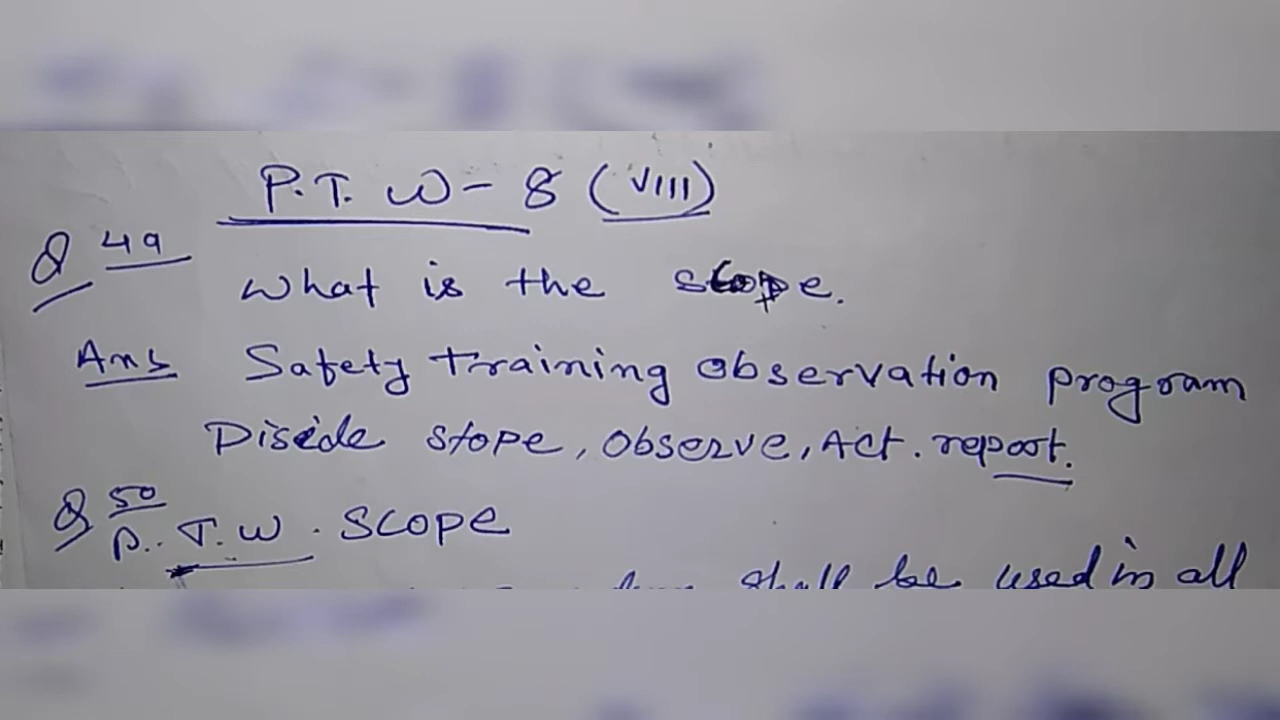 P.T. W - 8 (VIII)
Q 49
What is the stope.
Ans Safety training observation program
Diside stope, Observe, Act. report.
Q 50
P.. T. W. Scope
shall be used in all